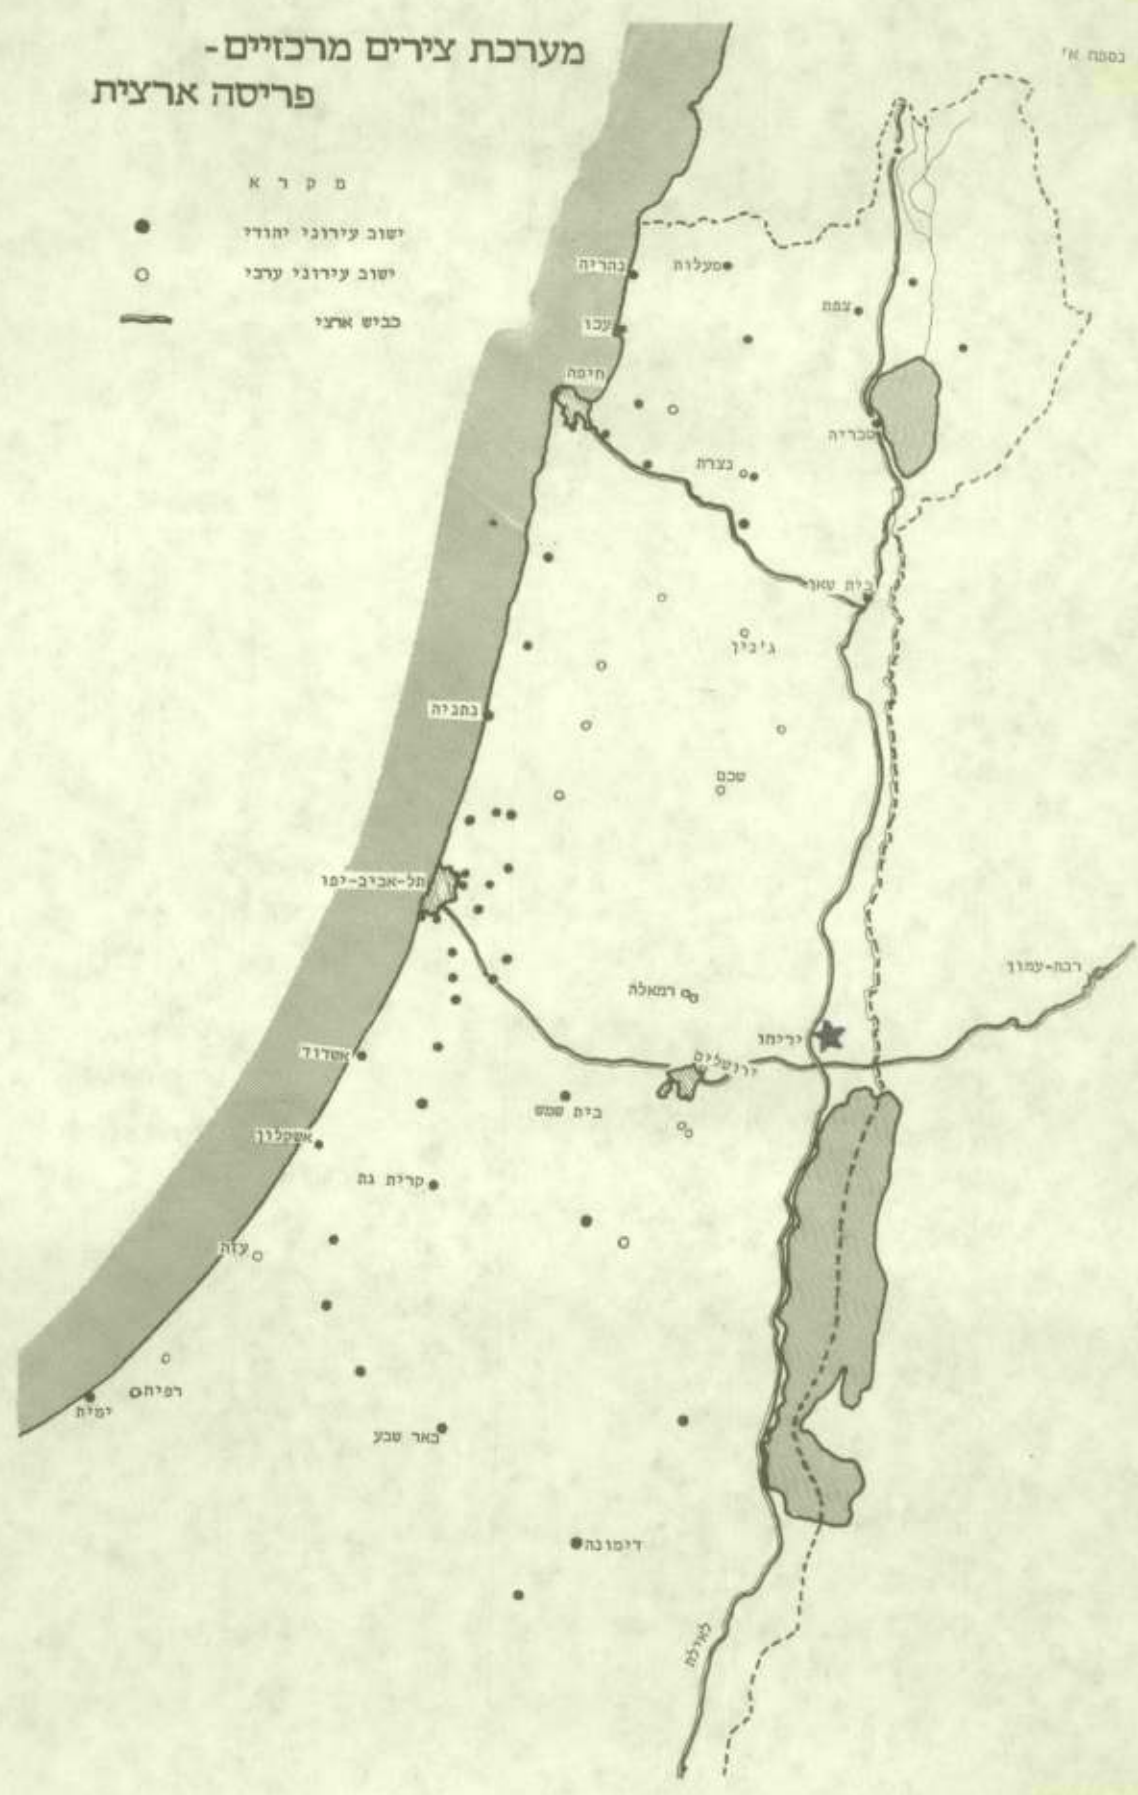 נספח א'
מערכת צירים מרכזיים-
פריסה ארצית
מקרא
ישוב עירוני יהודי
ישוב עירוני ערבי
כביש ארצי
נהריה
מעלות
צפת
עכו
חיפה
טבריה
נצרת
בית שאן
ג'נין
נתניה
שכם
תל-אביב-יפו
רבת-עמון
רמאלה
יריחו
אשדוד
ירושלים
בית שמש
אשקלון
קרית גת
עזה
רפיח
ימית
באר שבע
דימונה
לאילת